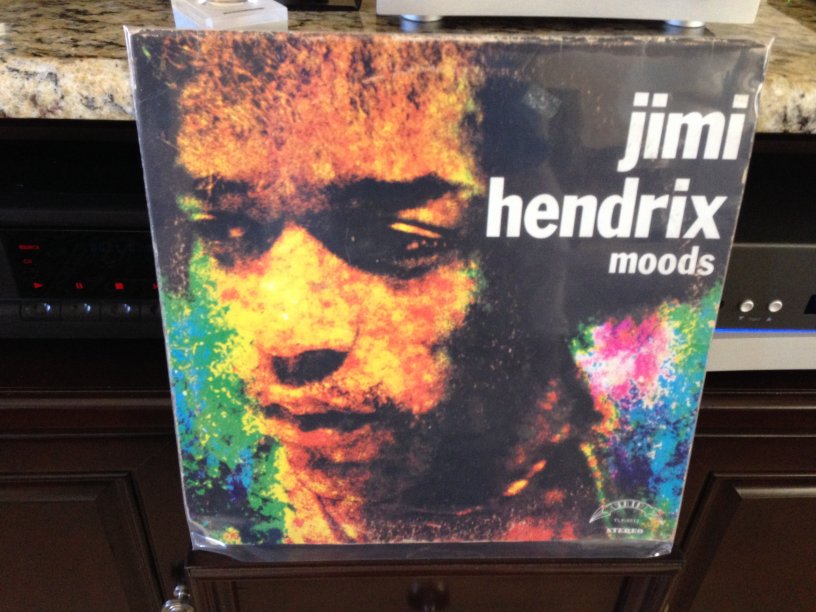 jimi
hendrix
moods
STEREO